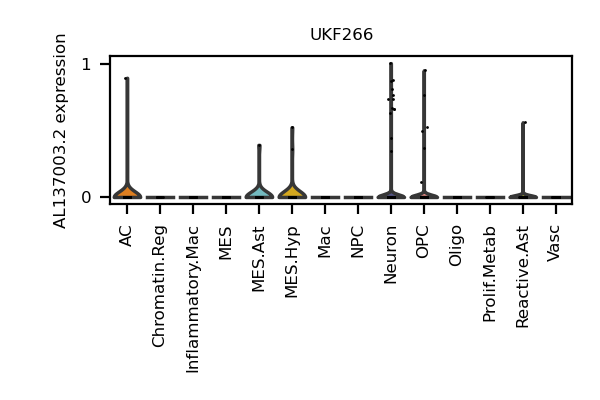 UKF266
AL137003.2 expression
1
0
AC
Chromatin.Reg
Inflammatory.Mac
MES
MES.Ast
MES.Hyp
Mac
NPC
Neuron
OPC
Oligo
Prolif.Metab
Reactive.Ast
Vasc